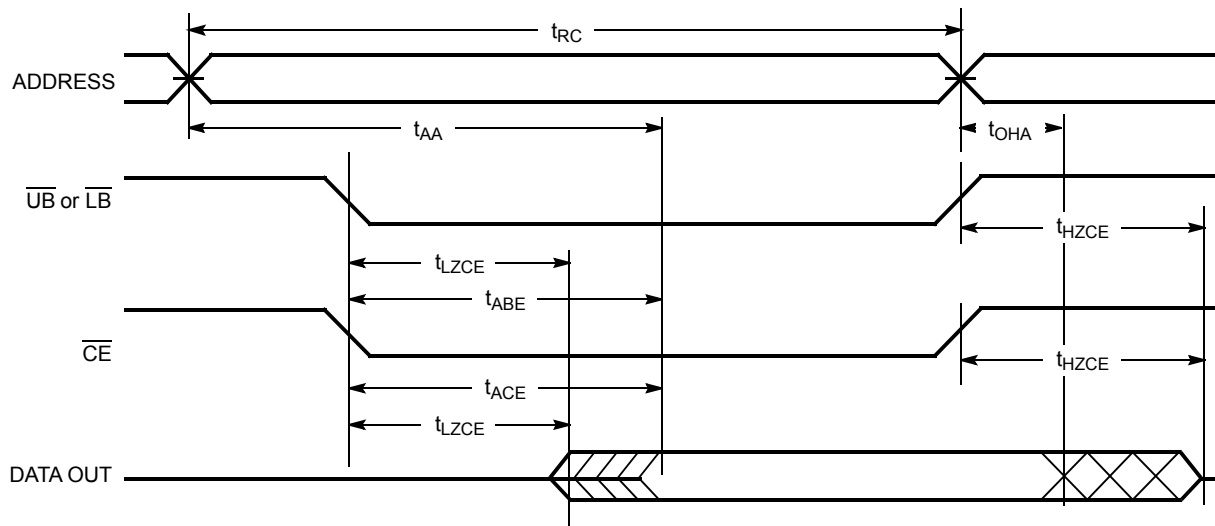 tRC
ADDRESS
tAA
tOHA
UB or LB
tHZCE
tLZCE
tABE
CE
tHZCE
tACE
tLZCE
DATA OUT